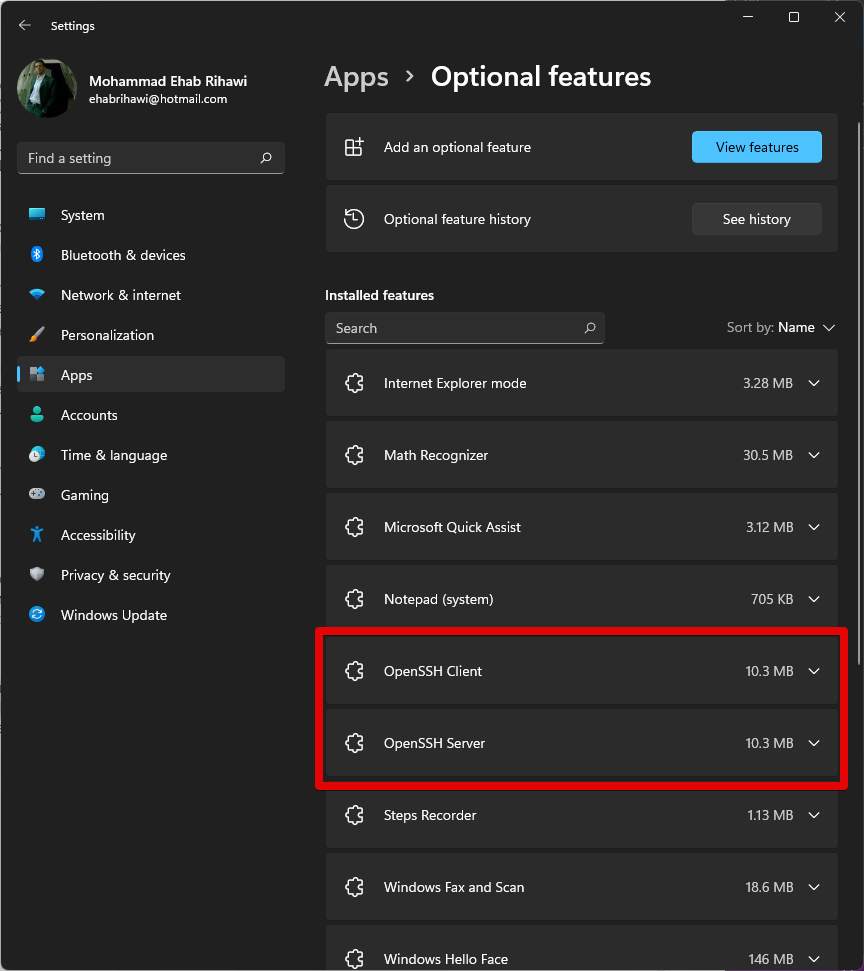 Settings
Mohammad Ehab Rihawi
ehabrihawi@hotmail.com
Find a setting
System
Bluetooth & devices
Network & internet
Personalization
Apps
Accounts
Time & language
Gaming
Accessibility
Privacy & security
Windows Update
Apps > Optional features
Add an optional feature View features
Optional feature history See history
Installed features
Search Sort by: Name
Internet Explorer mode 3.28 MB
Math Recognizer 30.5 MB
Microsoft Quick Assist 3.12 MB
Notepad (system) 705 KB
OpenSSH Client 10.3 MB
OpenSSH Server 10.3 MB
Steps Recorder 1.13 MB
Windows Fax and Scan 18.6 MB
Windows Hello Face 146 MB